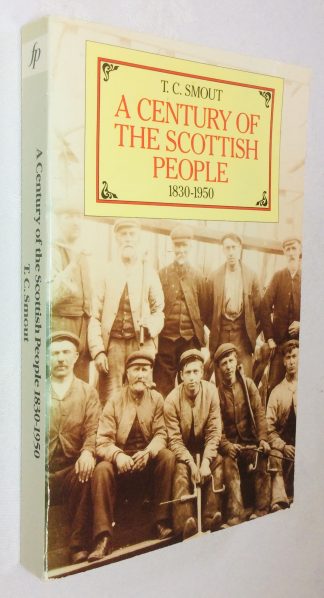 T. C. SMOUT
A CENTURY OF
THE SCOTTISH
PEOPLE
1830-1950
fp
A Century of the Scottish People 1830-1950
T. C. Smout